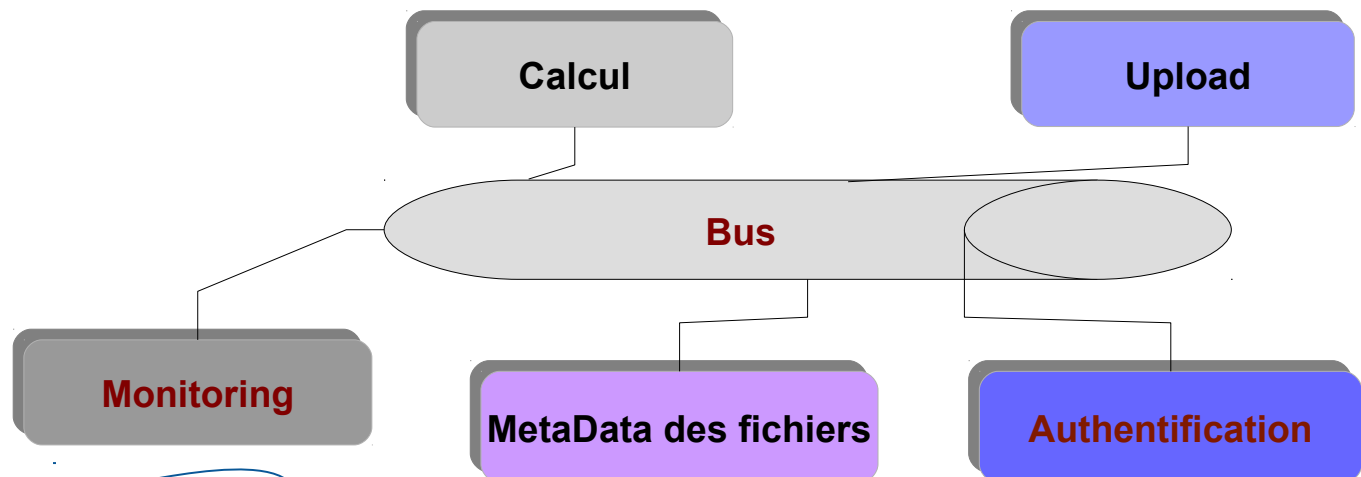 Calcul
Upload
Bus
Monitoring
MetaData des fichiers
Authentification